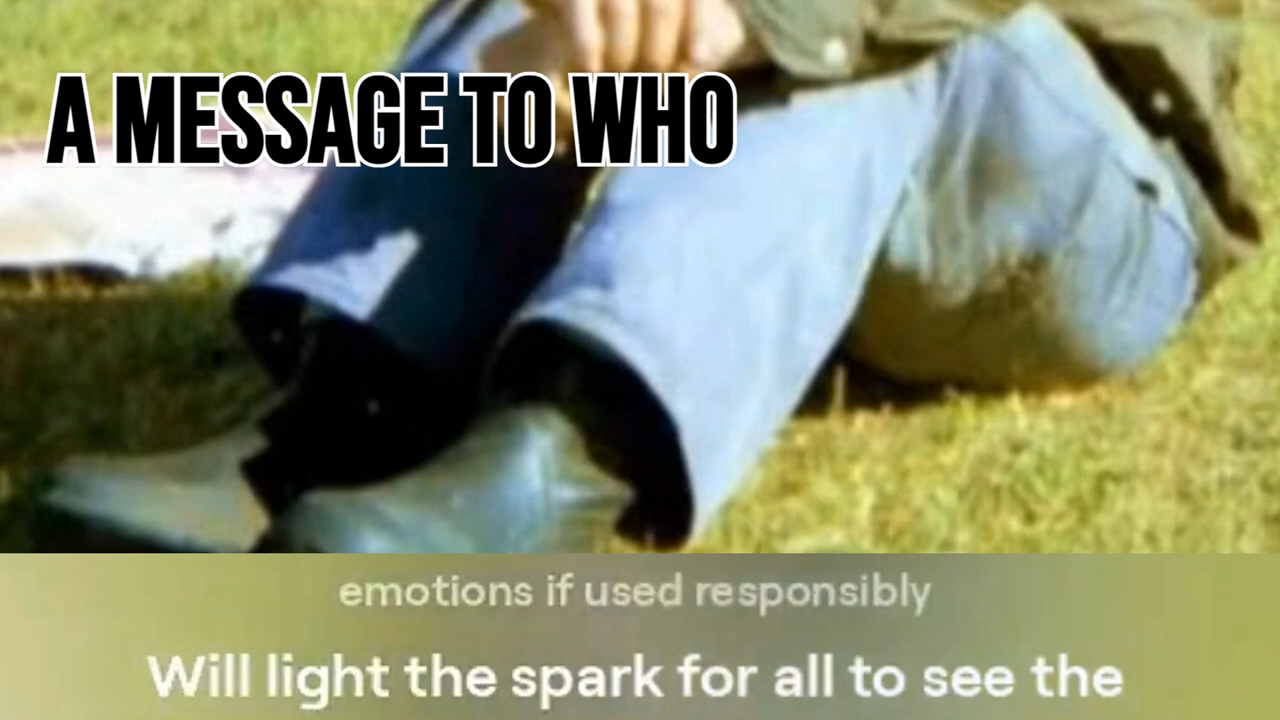 A MESSAGE TO WHO
emotions if used responsibly
Will light the spark for all to see the